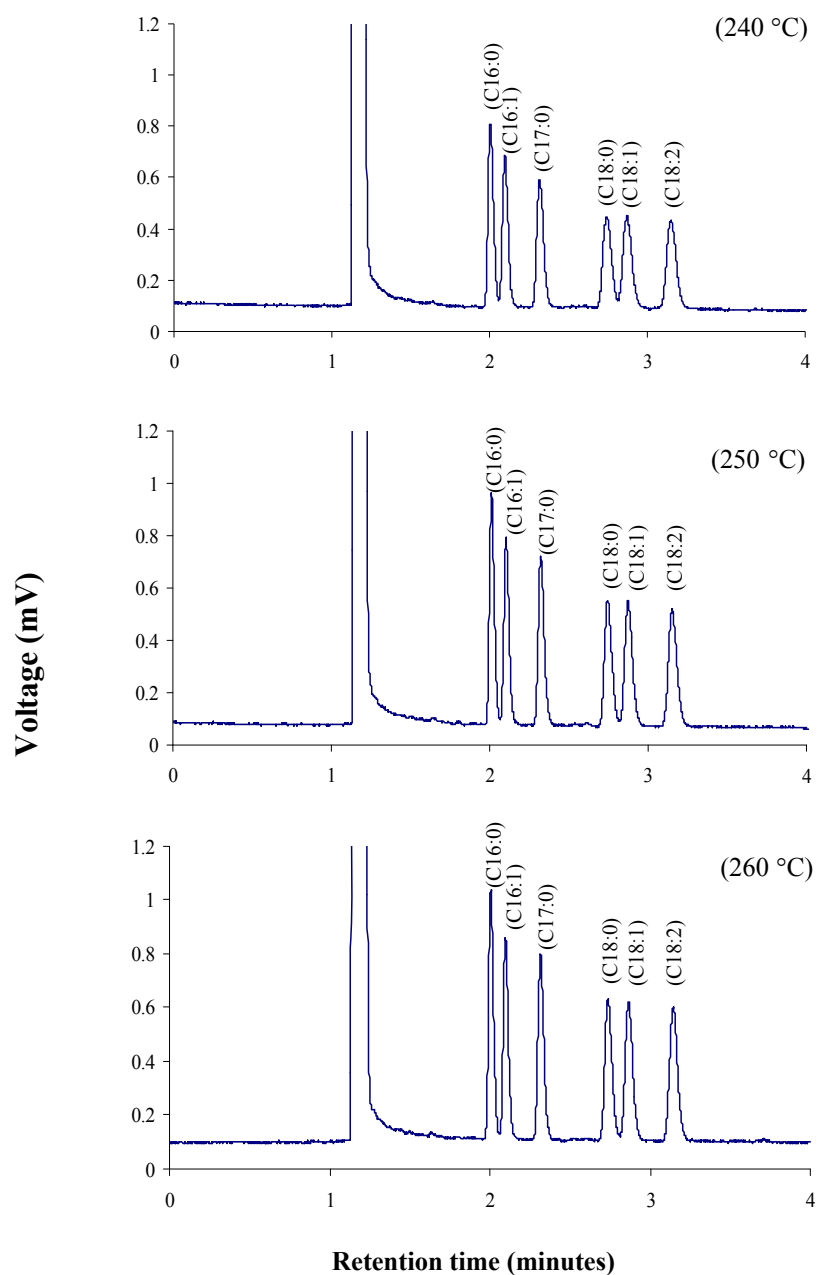 (240 °C)
1.2
1
0.8
0.6
0.4
0.2
0
(C16:0)
(C16:1)
(C17:0)
(C18:0)
(C18:1)
(C18:2)
0 1 2 3 4
(250 °C)
1.2
1
0.8
0.6
0.4
0.2
0
(C16:0)
(C16:1)
(C17:0)
(C18:0)
(C18:1)
(C18:2)
0 1 2 3 4
Voltage (mV)
(260 °C)
1.2
1
0.8
0.6
0.4
0.2
0
(C16:0)
(C16:1)
(C17:0)
(C18:0)
(C18:1)
(C18:2)
0 1 2 3 4
Retention time (minutes)